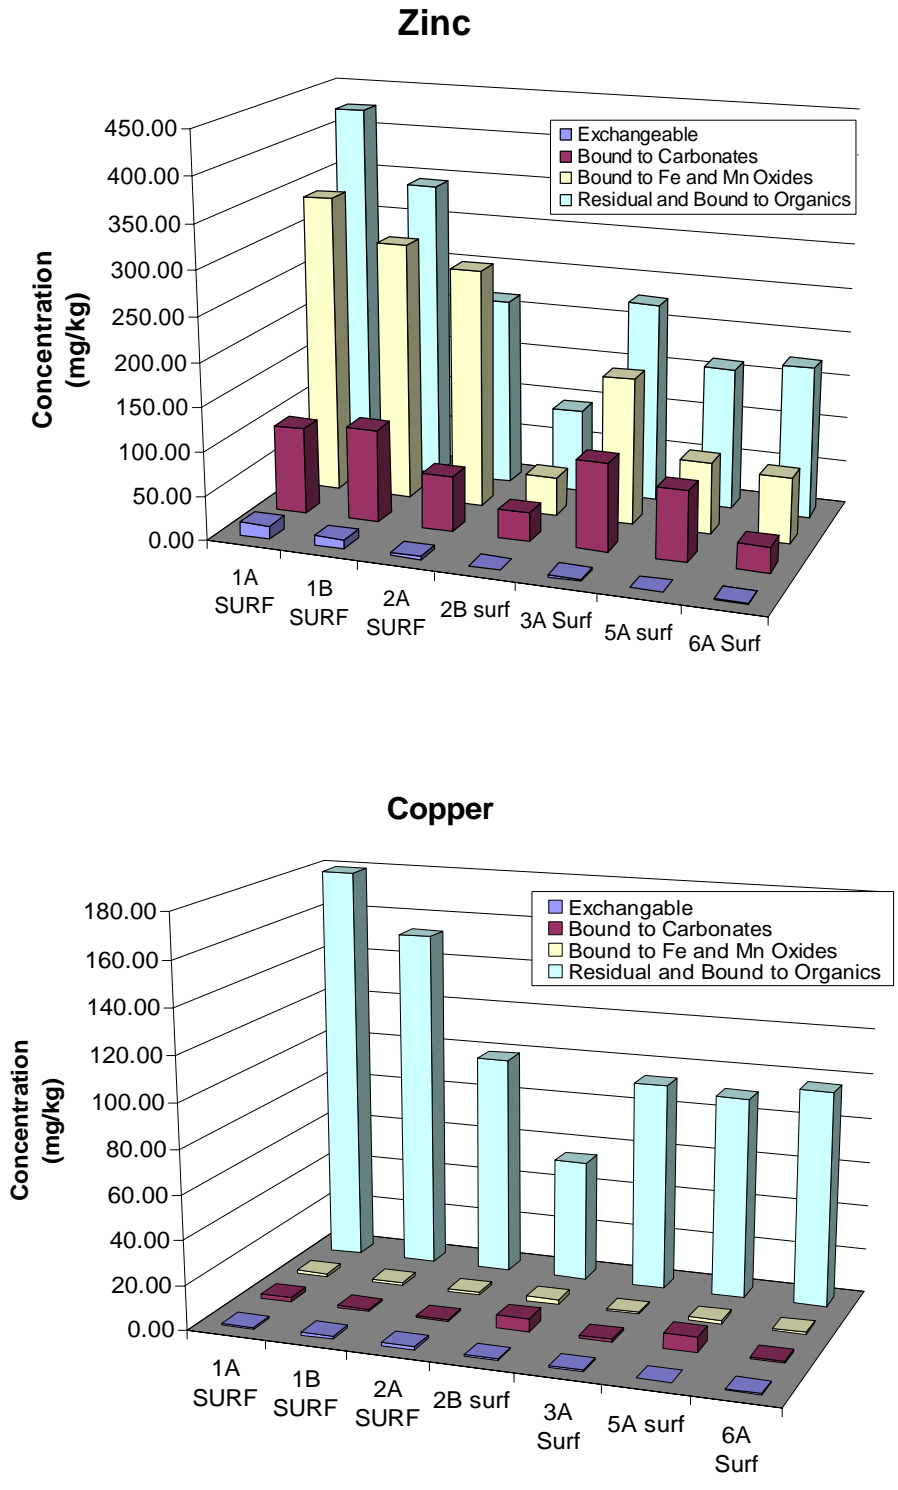 Zinc
450.00
400.00
350.00
300.00
250.00
200.00
150.00
100.00
50.00
0.00
Concentration
(mg/kg)
Exchangeable
Bound to Carbonates
Bound to Fe and Mn Oxides
Residual and Bound to Organics
1A
SURF
1B
SURF
2A
SURF
2B surf
3A Surf
5A surf
6A Surf
Copper
180.00
160.00
140.00
120.00
100.00
80.00
60.00
40.00
20.00
0.00
Concentration
(mg/kg)
Exchangable
Bound to Carbonates
Bound to Fe and Mn Oxides
Residual and Bound to Organics
1A
SURF
1B
SURF
2A
SURF
2B surf
3A
Surf
5A surf
6A
Surf